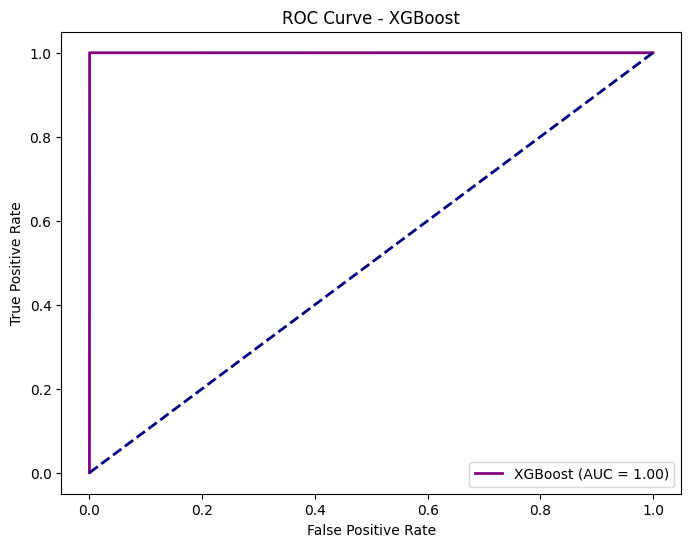 ROC Curve - XGBoost
True Positive Rate
1.0
0.8
0.6
0.4
0.2
0.0
XGBoost (AUC = 1.00)
0.0 0.2 0.4 0.6 0.8 1.0
False Positive Rate